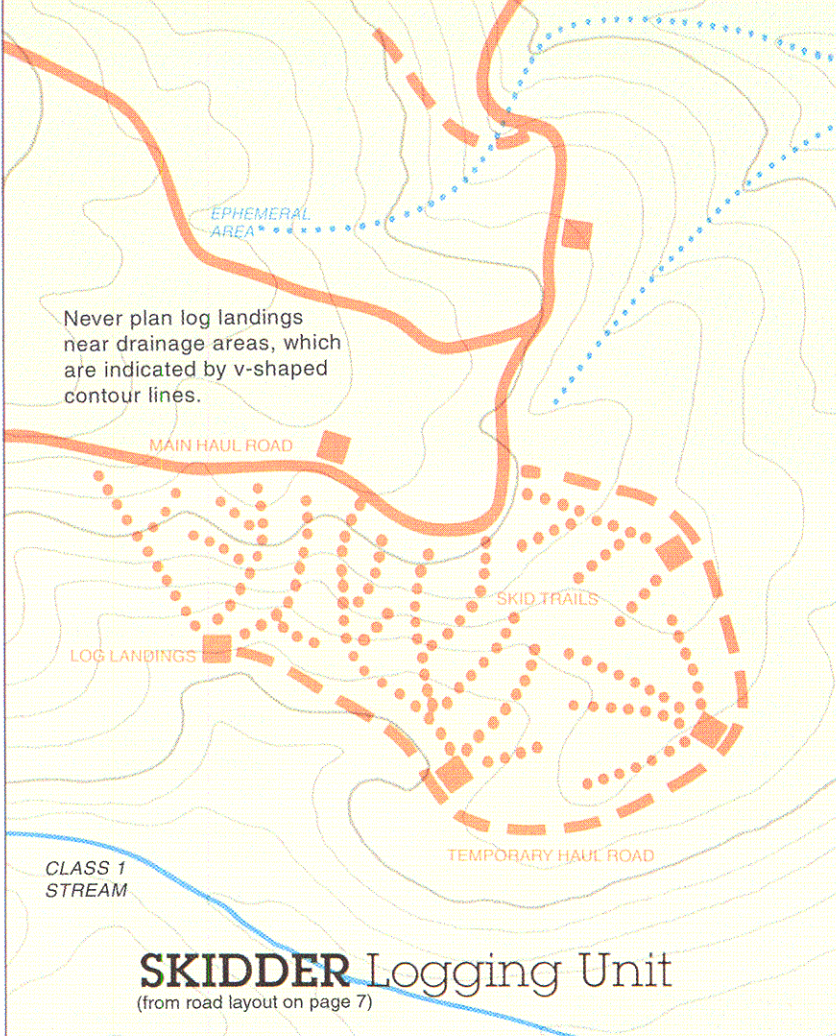 EPHEMERAL
AREA
Never plan log landings
near drainage areas, which
are indicated by v-shaped
contour lines.
MAIN HAUL ROAD
SKID TRAILS
LOG LANDINGS
TEMPORARY HAUL ROAD
CLASS 1
STREAM
SKIDDER Logging Unit
(from road layout on page 7)